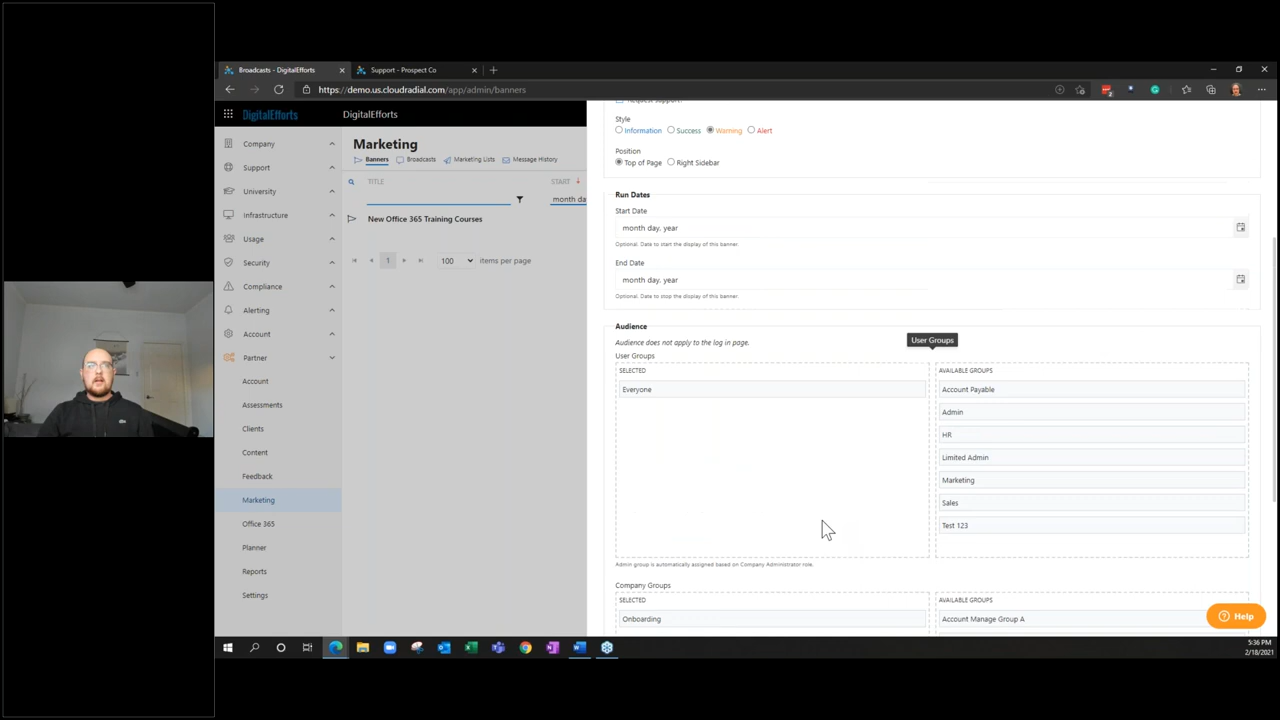 Broadcasts - DigitalEfforts
Support - Prospect Co
https://demo.us.cloudradial.com/app/admin/banners
DigitalEfforts
DigitalEfforts
Company
Support
University
Infrastructure
Usage
Security
Compliance
Alerting
Account
Partner
Account
Assessments
Clients
Content
Feedback
Marketing
Office 365
Planner
Reports
Settings
Marketing
Banners Broadcasts Marketing Lists Message History
TITLE START
month da
New Office 365 Training Courses
1 100 items per page
Request support?
Style
Information Success Warning Alert
Position
Top of Page Right Sidebar
Run Dates
Start Date
month day. year
Optional. Date to start the display of this banner.
End Date
month day. year
Optional. Date to stop the display of this banner.
Audience
Audience does not apply to the log in page.
User Groups
User Groups
SELECTED
Everyone
AVAILABLE GROUPS
Account Payable
Admin
HR
Limited Admin
Marketing
Sales
Test 123
Admin group is automatically assigned based on Company Administrator role.
Company Groups
SELECTED
Onboarding
AVAILABLE GROUPS
Account Manage Group A
Help
5:36 PM
2/18/2021